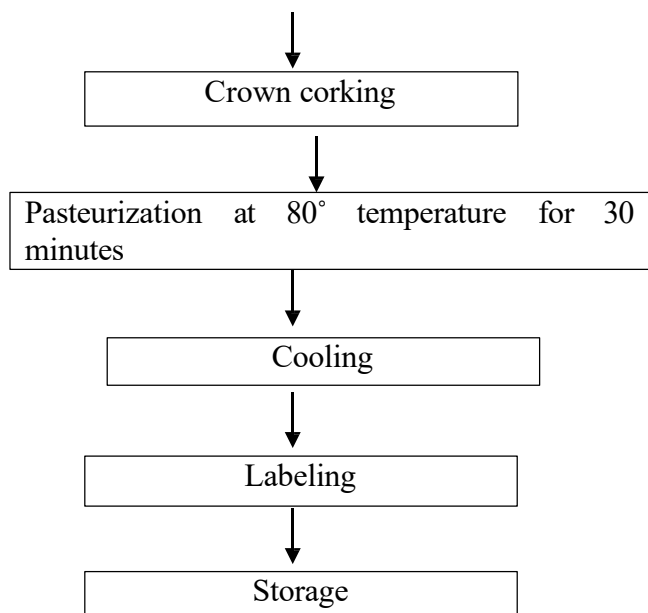 Crown corking
Pasteurization at 80˚ temperature for 30
minutes
Cooling
Labeling
Storage